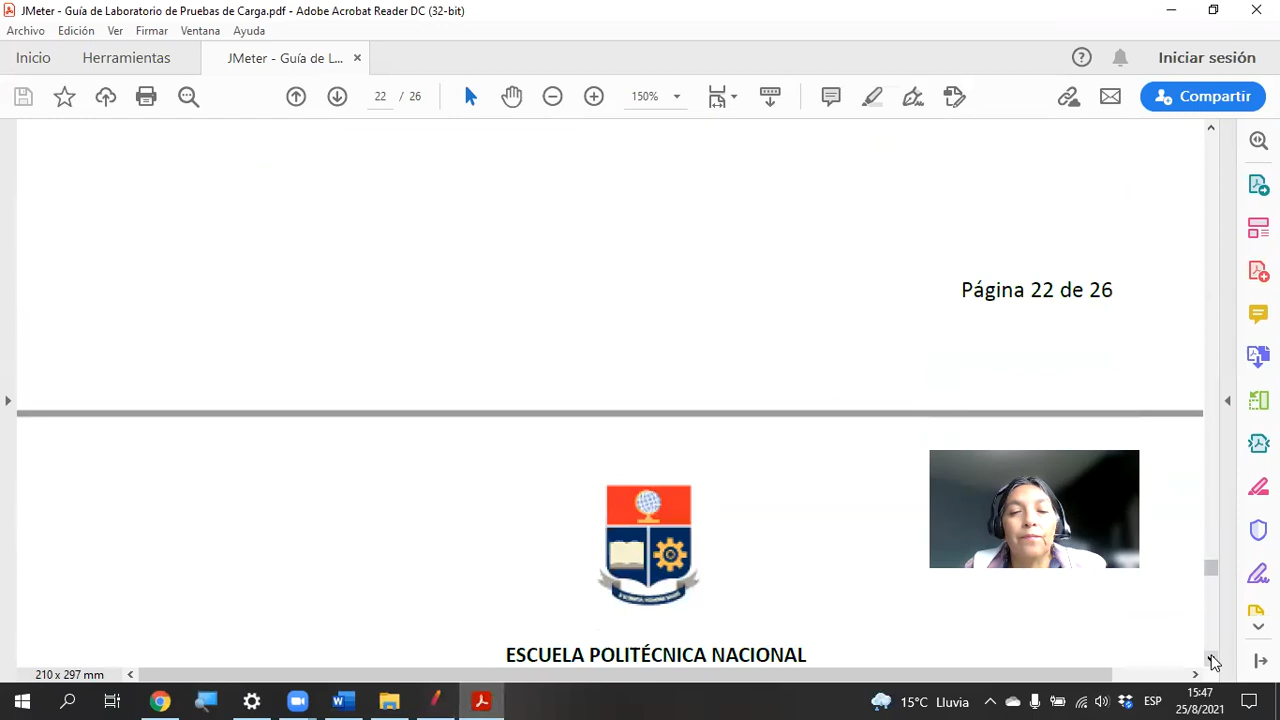 JMeter - Guía de Laboratorio de Pruebas de Carga.pdf - Adobe Acrobat Reader DC (32-bit)
Archivo Edición Ver Firmar Ventana Ayuda
Inicio Herramientas JMeter - Guía de L... Iniciar sesión
22 / 26 150% Compartir
Página 22 de 26
ESCUELA POLITÉCNICA NACIONAL
210 x 297 mm
15°C Lluvia ESP 15:47
25/8/2021